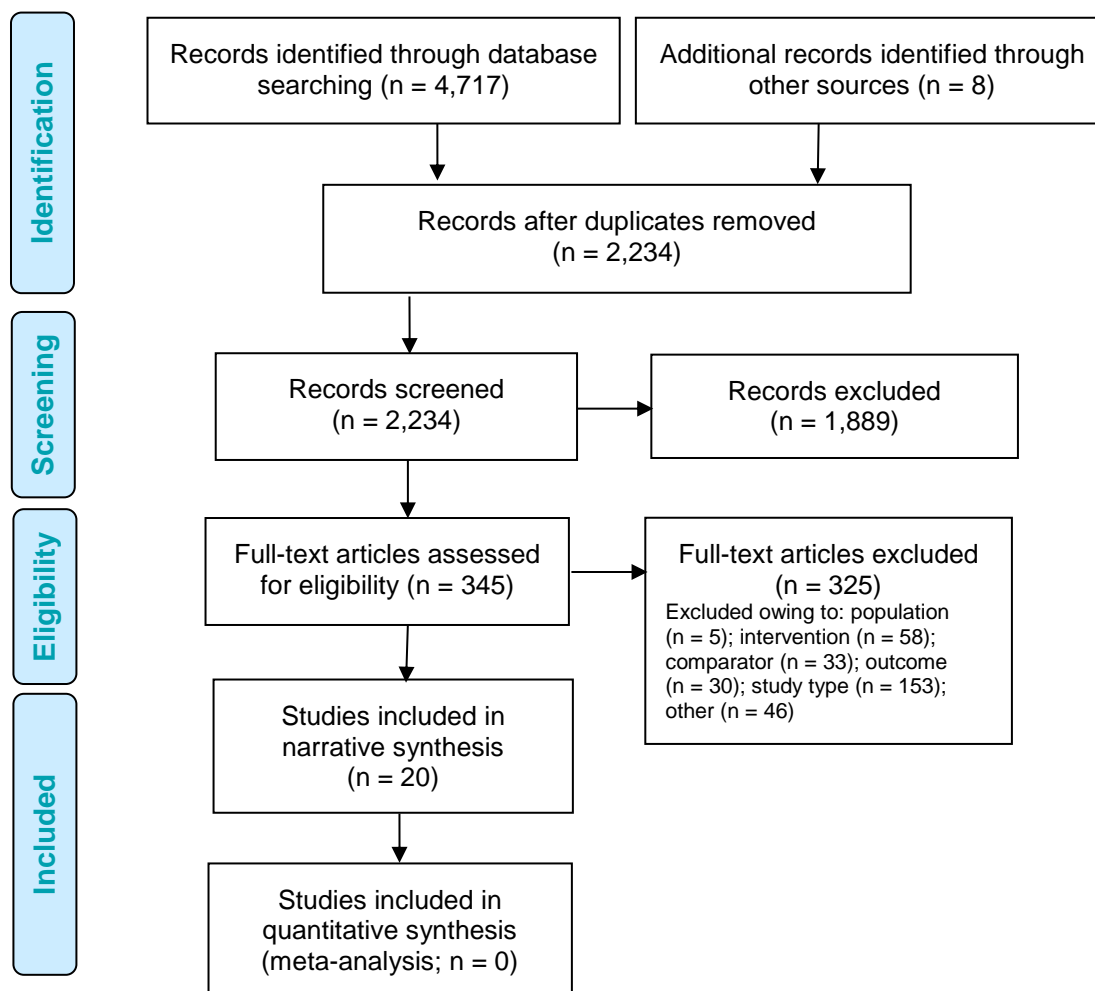 Identification
Records identified through database
searching (n = 4,717)
Additional records identified through
other sources (n = 8)
Records after duplicates removed
(n = 2,234)
Screening
Records screened
(n = 2,234)
Records excluded
(n = 1,889)
Eligibility
Full-text articles assessed
for eligibility (n = 345)
Full-text articles excluded
(n = 325)
Excluded owing to: population
(n = 5); intervention (n = 58);
comparator (n = 33); outcome
(n = 30); study type (n = 153);
other (n = 46)
Included
Studies included in
narrative synthesis
(n = 20)
Studies included in
quantitative synthesis
(meta-analysis; n = 0)